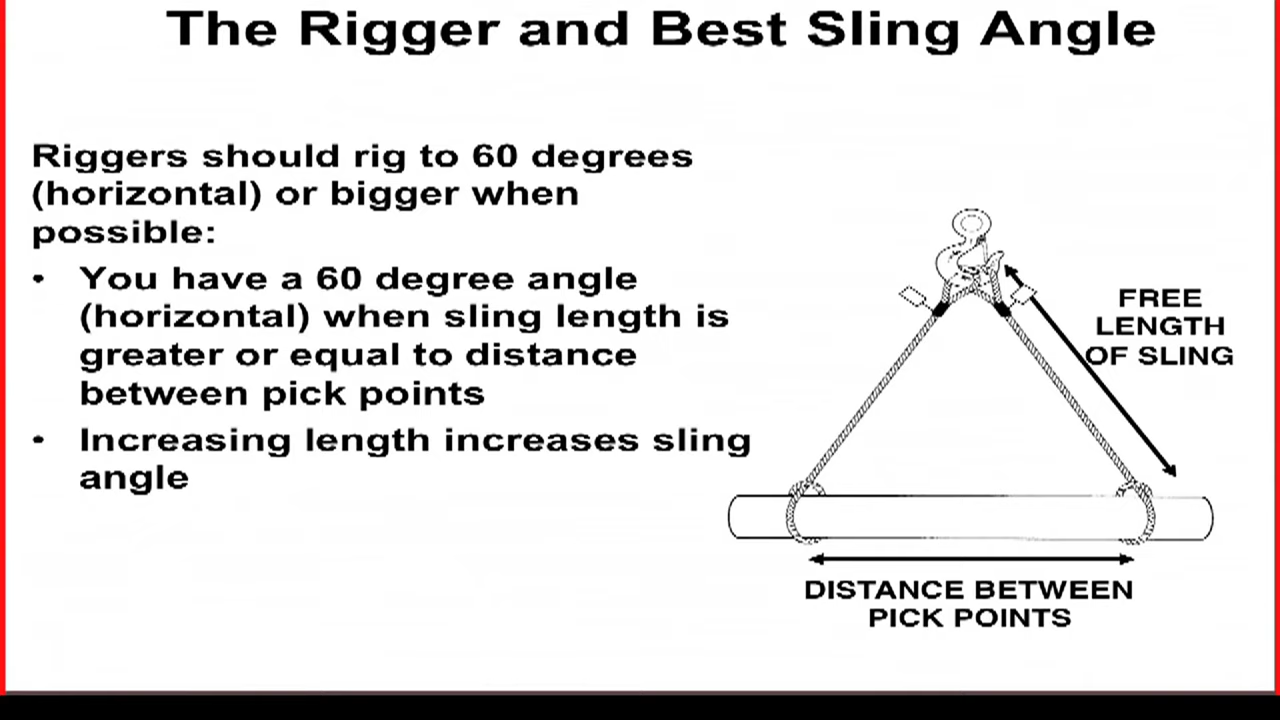 The Rigger and Best Sling Angle
Riggers should rig to 60 degrees
(horizontal) or bigger when
possible:
• You have a 60 degree angle
(horizontal) when sling length is
greater or equal to distance
between pick points
• Increasing length increases sling
angle
FREE
LENGTH
OF SLING
DISTANCE BETWEEN
PICK POINTS